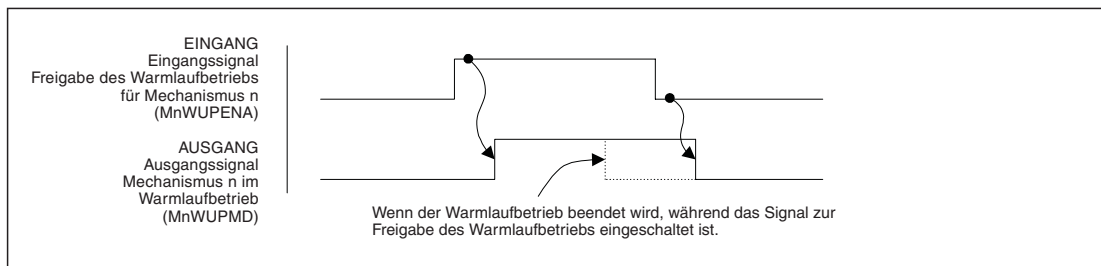 EINGANG
Eingangssignal
Freigabe des Warmlaufbetriebs
für Mechanismus n
(MnWUPENA)
AUSGANG
Ausgangssignal
Mechanismus n im
Warmlaufbetrieb
(MnWUPMD)
Wenn der Warmlaufbetrieb beendet wird, während das Signal zur
Freigabe des Warmlaufbetriebs eingeschaltet ist.